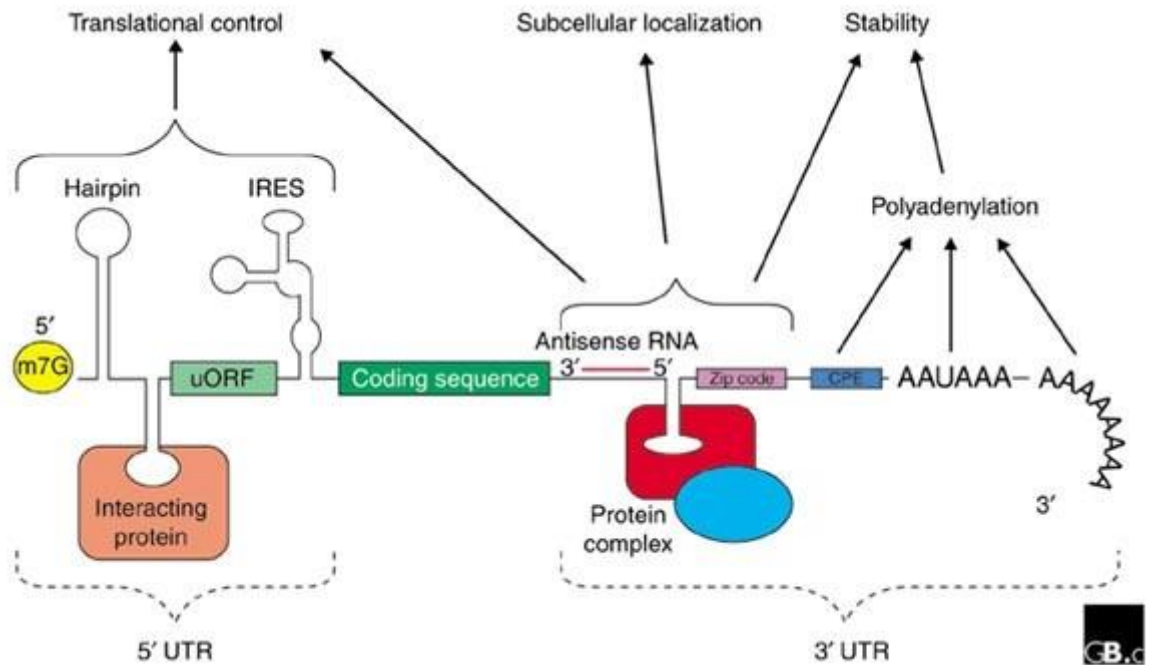 Translational control
Subcellular localization
Stability
Hairpin
IRES
Polyadenylation
5′
m7G
uORF
Coding sequence
Antisense RNA
3′
5′
Zip code
CPE
AAUAAA– AAAAAAA
3′
Interacting
protein
Protein
complex
5′ UTR
3′ UTR